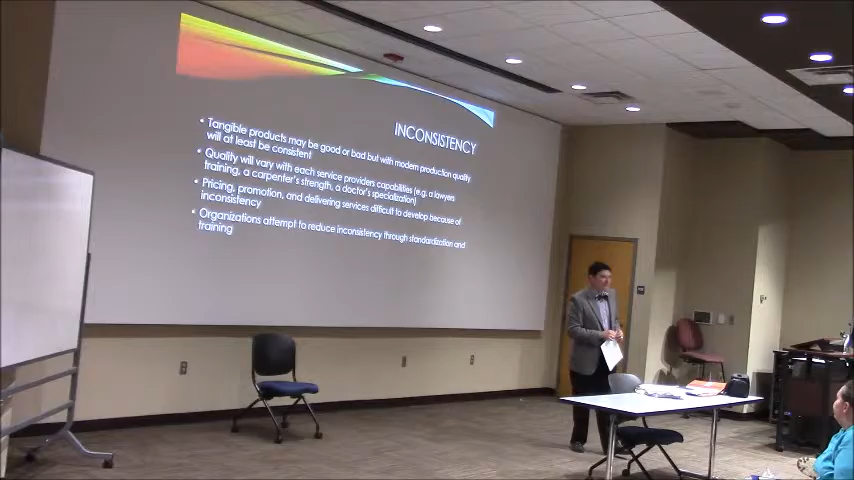 INCONSISTENCY
• Tangible products may be good or bad but with modern production quality
will at least be consistent
• Quality will vary with each service providers capabilities (e.g. a lawyers
training, a carpenter's strength, a doctor's specialization)
• Pricing, promotion, and delivering services difficult to develop because of
inconsistency
• Organizations attempt to reduce inconsistency through standardization and
training